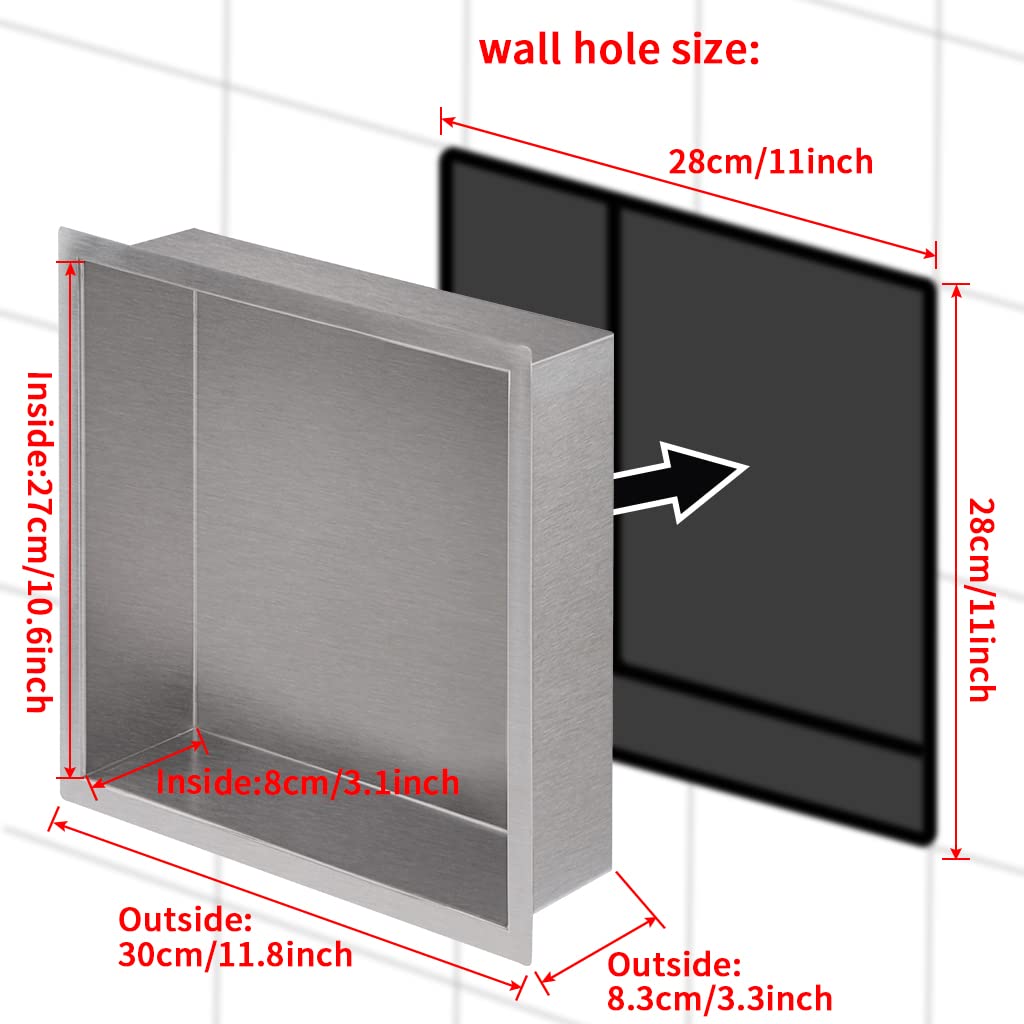 wall hole size:
28cm/11inch
Inside:27cm/10.6inch
28cm/11inch
Inside:8cm/3.1inch
Outside:
30cm/11.8inch
Outside:
8.3cm/3.3inch